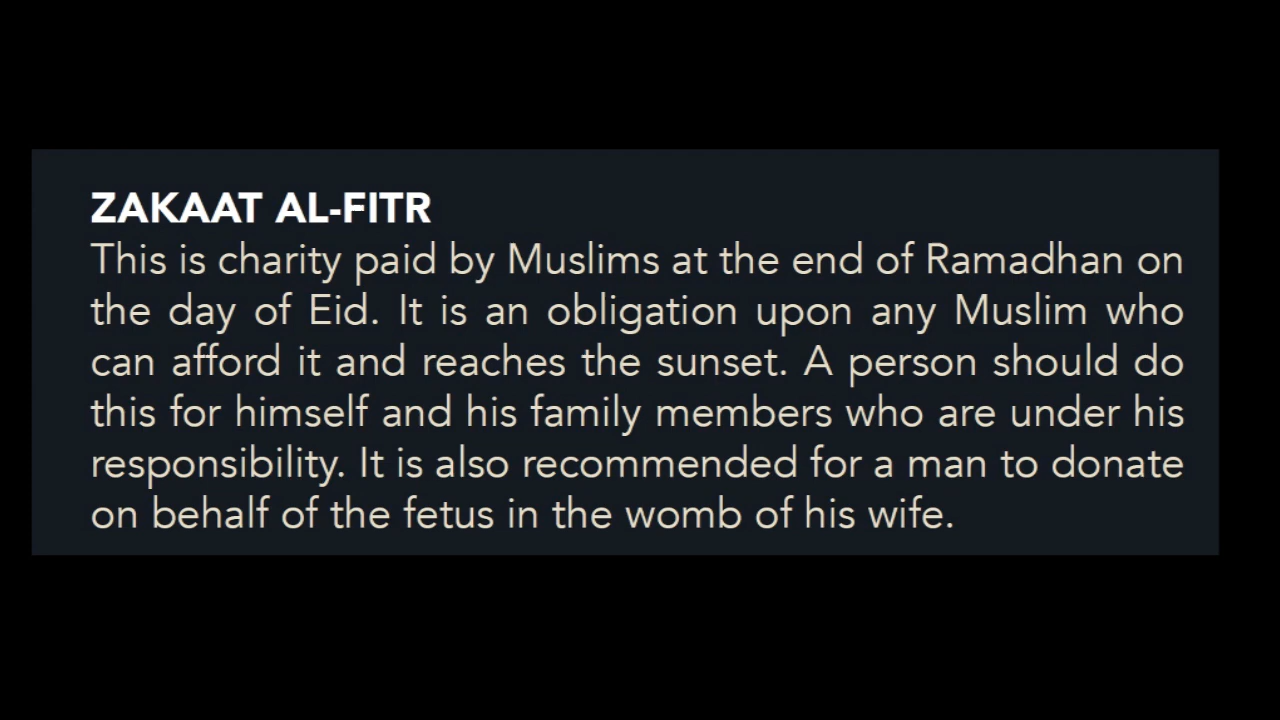 ZAKAAT AL-FITR
This is charity paid by Muslims at the end of Ramadhan on
the day of Eid. It is an obligation upon any Muslim who
can afford it and reaches the sunset. A person should do
this for himself and his family members who are under his
responsibility. It is also recommended for a man to donate
on behalf of the fetus in the womb of his wife.